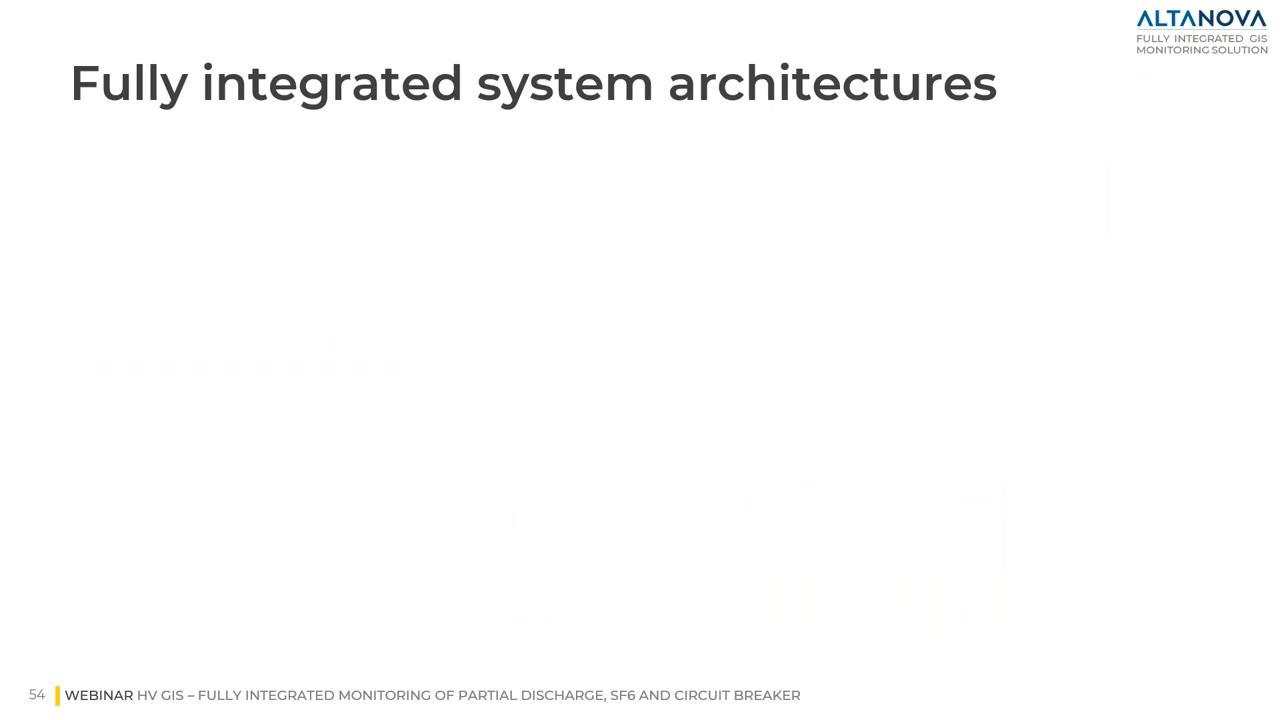 ALTANOVA
FULLY INTEGRATED GIS
MONITORING SOLUTION
Fully integrated system architectures
54 WEBINAR HV GIS – FULLY INTEGRATED MONITORING OF PARTIAL DISCHARGE, SF6 AND CIRCUIT BREAKER